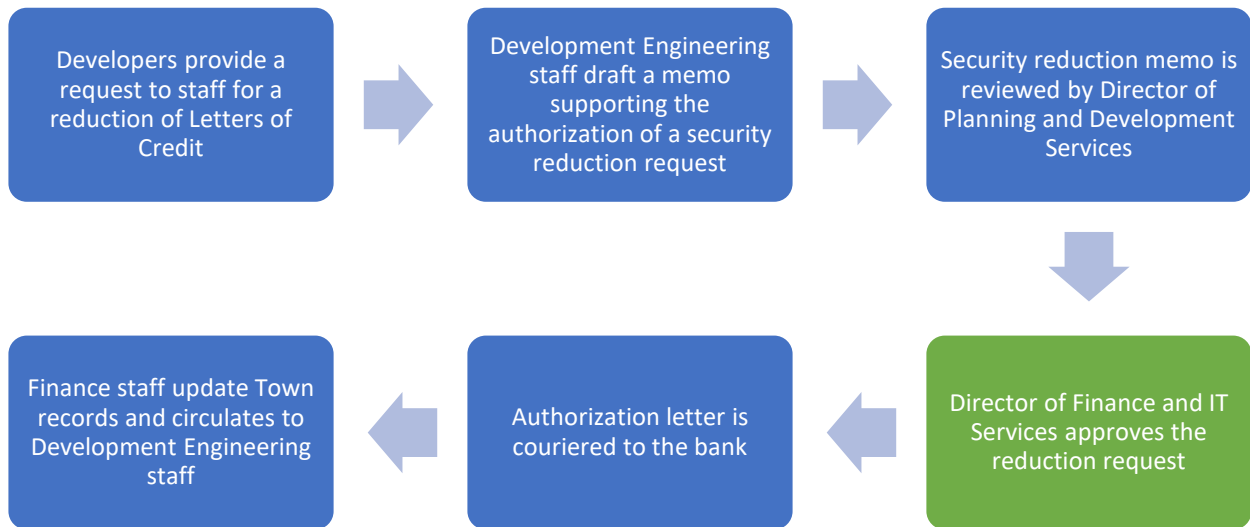 Developers provide a
request to staff for a
reduction of Letters of
Credit
Development Engineering
staff draft a memo
supporting the
authorization of a security
reduction request
Security reduction memo is
reviewed by Director of
Planning and Development
Services
Director of Finance and IT
Services approves the
reduction request
Authorization letter is
couriered to the bank
Finance staff update Town
records and circulates to
Development Engineering
staff